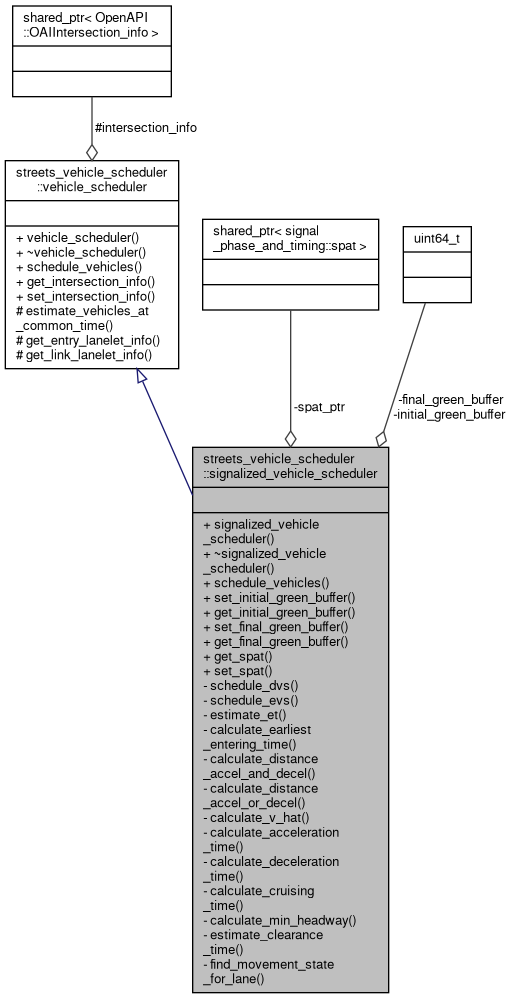 shared_ptr< OpenAPI
::OAIIntersection_info >
#intersection_info
streets_vehicle_scheduler
::vehicle_scheduler
+ vehicle_scheduler()
+ ~vehicle_scheduler()
+ schedule_vehicles()
+ get_intersection_info()
+ set_intersection_info()
# estimate_vehicles_at
_common_time()
# get_entry_lanelet_info()
# get_link_lanelet_info()
shared_ptr< signal
_phase_and_timing::spat >
uint64_t
-spat_ptr
-final_green_buffer
-initial_green_buffer
streets_vehicle_scheduler
::signalized_vehicle_scheduler
+ signalized_vehicle
_scheduler()
+ ~signalized_vehicle
_scheduler()
+ schedule_vehicles()
+ set_initial_green_buffer()
+ get_initial_green_buffer()
+ set_final_green_buffer()
+ get_final_green_buffer()
+ get_spat()
+ set_spat()
- schedule_dvs()
- schedule_evs()
- estimate_et()
- calculate_earliest
_entering_time()
- calculate_distance
_accel_and_decel()
- calculate_distance
_accel_or_decel()
- calculate_v_hat()
- calculate_acceleration
_time()
- calculate_deceleration
_time()
- calculate_cruising
_time()
- calculate_min_headway()
- estimate_clearance
_time()
- find_movement_state
_for_lane()